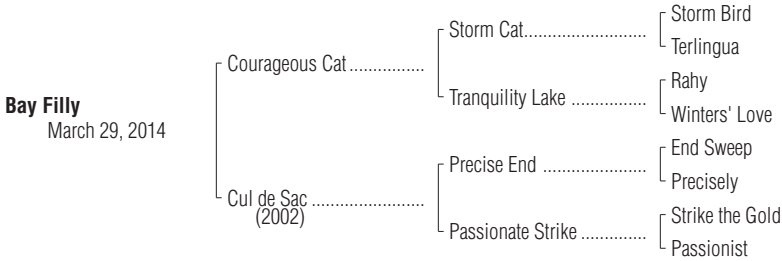 Bay Filly
March 29, 2014
Courageous Cat ................
Cul de Sac ........................
(2002)
Storm Cat..........................
Tranquility Lake ................
Precise End ......................
Passionate Strike ..............
Storm Bird
Terlingua
Rahy
Winters' Love
End Sweep
Precisely
Strike the Gold
Passionist